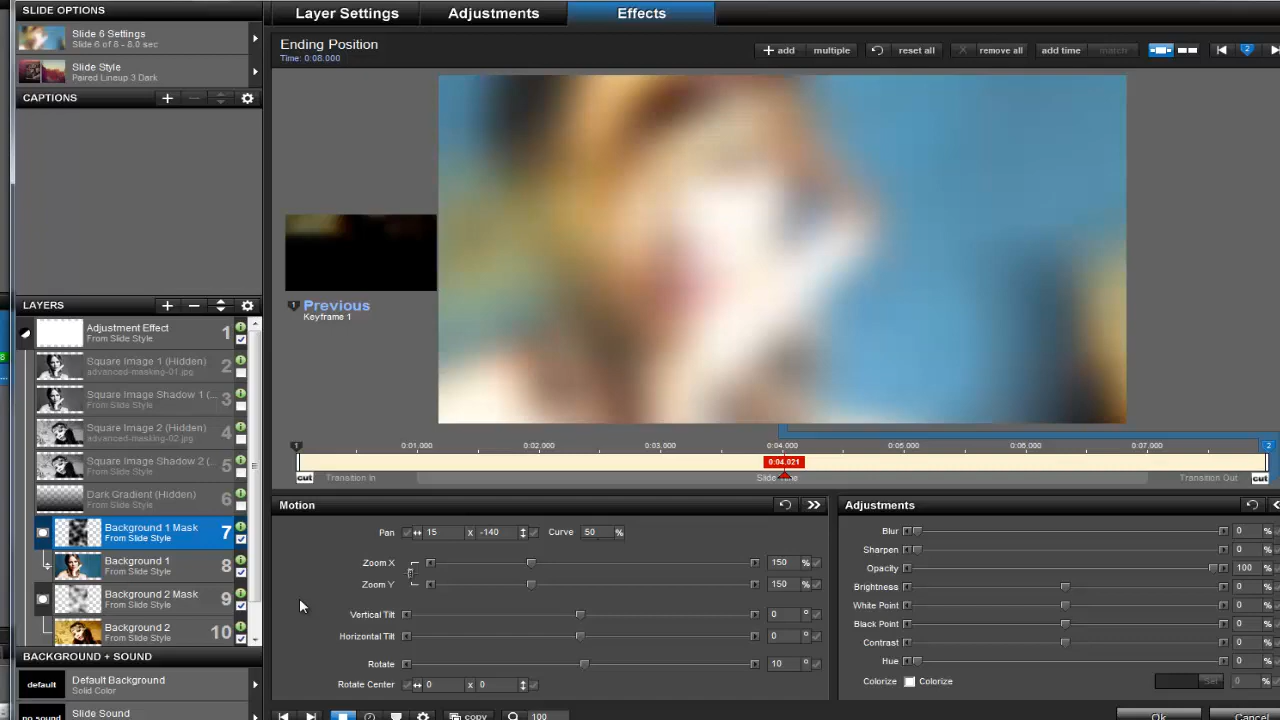 SLIDE OPTIONS
Slide 6 Settings
Slide 6 of 8 - 8.0 sec
Slide Style
Paired Lineup 3 Dark
CAPTIONS
LAYERS
Adjustment Effect
From Slide Style
1
Square Image 1 (Hidden)
advanced-masking-01.jpg
2
Square Image Shadow 1 (...
From Slide Style
3
Square Image 2 (Hidden)
advanced-masking-02.jpg
4
Square Image Shadow 2 (...
From Slide Style
5
Dark Gradient (Hidden)
From Slide Style
6
Background 1 Mask
From Slide Style
7
Background 1
From Slide Style
8
Background 2 Mask
From Slide Style
9
Background 2
From Slide Style
10
BACKGROUND + SOUND
default
Default Background
Solid Color
no sound
Slide Sound
Layer Settings
Adjustments
Effects
Ending Position
Time: 0:08.000
add
multiple
reset all
remove all
add time
match
2
1 Previous
Keyframe 1
1
0:01.000
0:02.000
0:03.000
0:04.000
0:05.000
0:06.000
0:07.000
2
0:04.021
cut
Transition In
Slide Time
Transition Out
cut
Motion
Pan 15 x -140 Curve 50 %
Zoom X 150 %
Zoom Y 150 %
Vertical Tilt 0 °
Horizontal Tilt 0 °
Rotate 10 °
Rotate Center 0 x 0
copy
100
Adjustments
Blur 0 %
Sharpen 0 %
Opacity 100 %
Brightness 0 %
White Point 0 %
Black Point 0 %
Contrast 0 %
Hue 0 %
Colorize Colorize set 0 %
Ok
Cancel